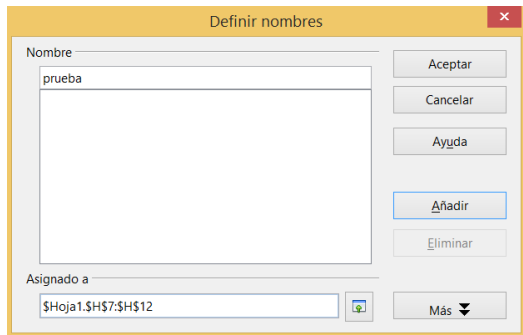 Definir nombres
Nombre
prueba
Aceptar
Cancelar
Ayuda
Añadir
Eliminar
Asignado a
$Hoja1.$H$7:$H$12
Más